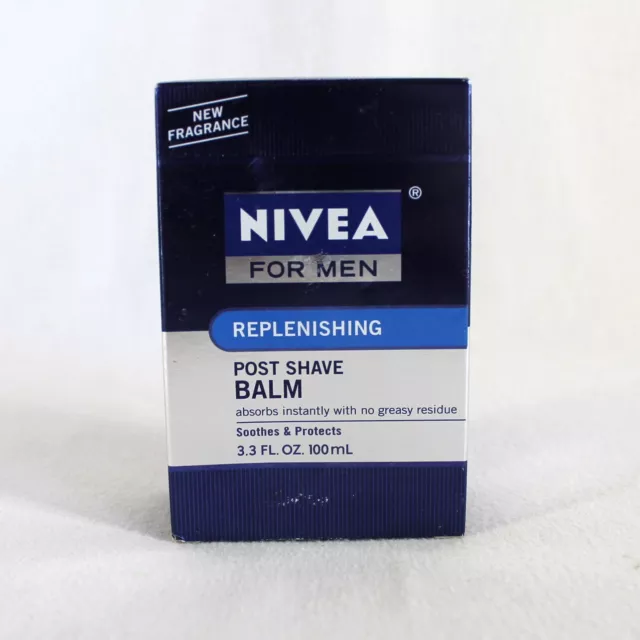 NEW
FRAGRANCE
NIVEA®
FOR MEN
REPLENISHING
POST SHAVE
BALM
absorbs instantly with no greasy residue
Soothes & Protects
3.3 FL. OZ. 100mL